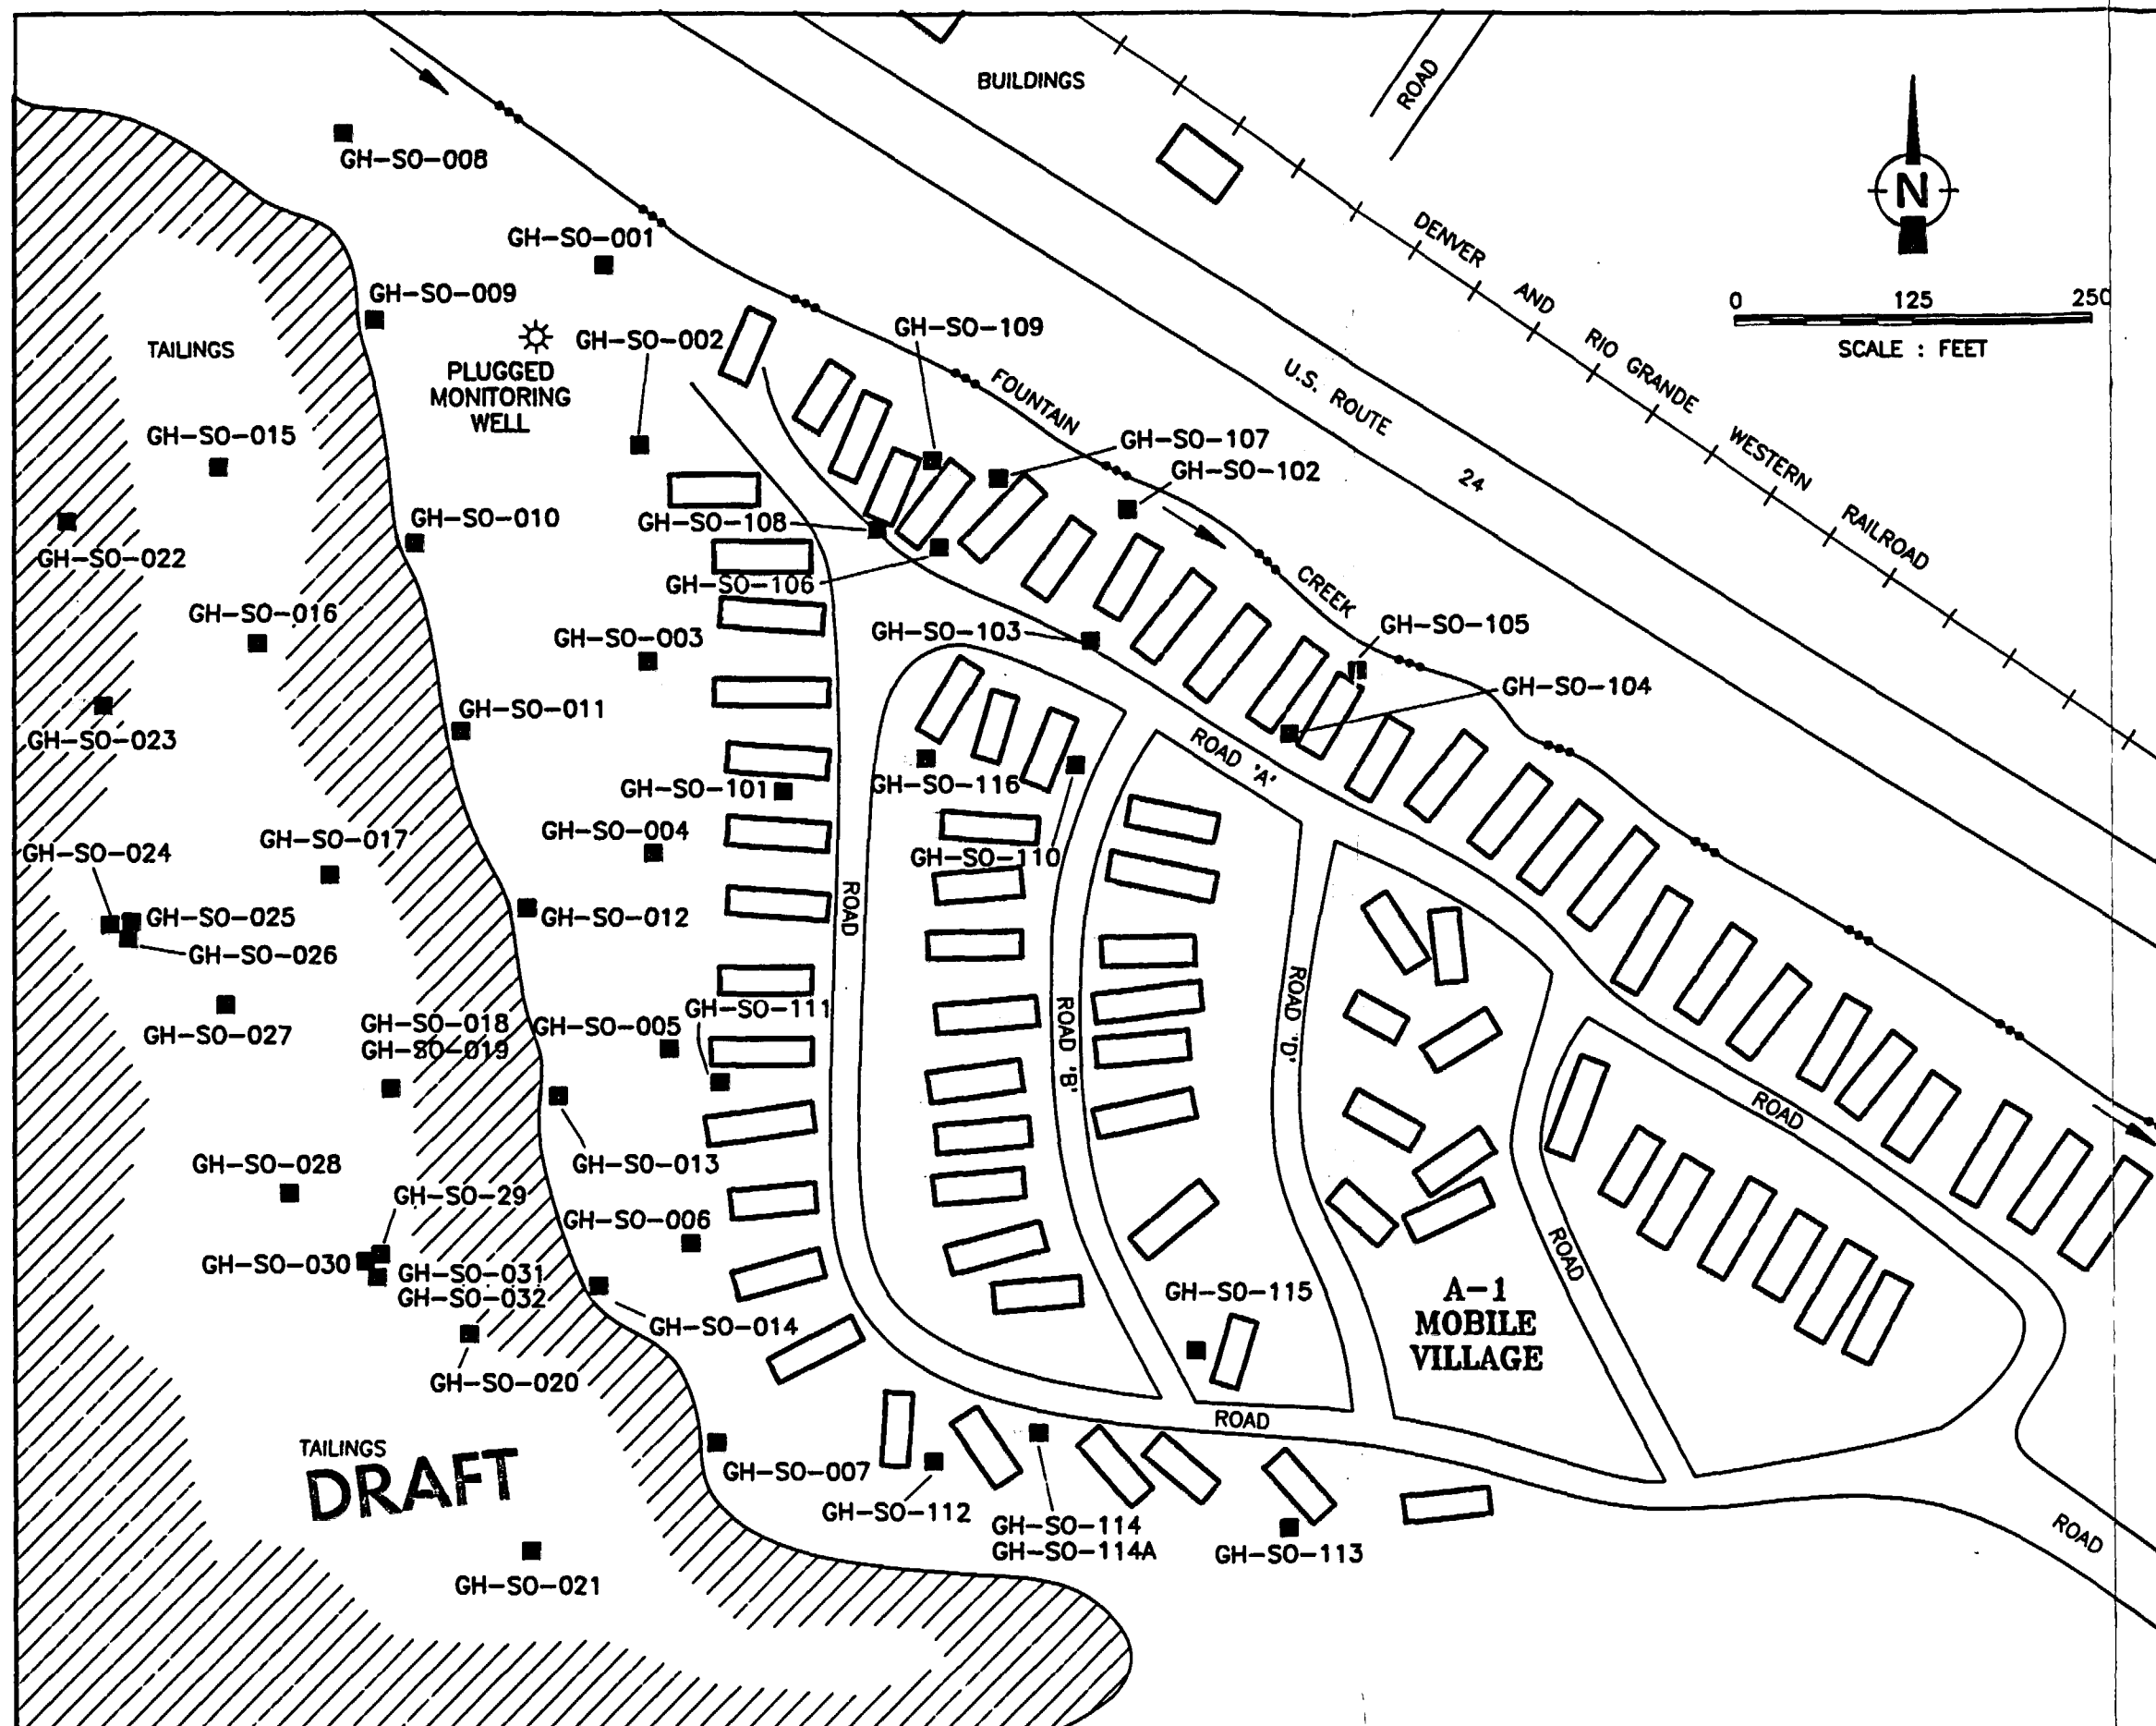 BUILDINGS
ROAD
GH-SO-008
N
GH-SO-001
DENVER AND RIO GRANDE WESTERN RAILROAD
GH-SO-009
0 125 250
SCALE : FEET
GH-SO-109
GH-SO-002
TAILINGS
PLUGGED
MONITORING
WELL
FOUNTAIN CREEK
U.S. ROUTE 24
GH-SO-015
GH-SO-107
GH-SO-102
GH-SO-010
GH-SO-108
GH-SO-022
GH-SO-106
GH-SO-016
GH-SO-003
GH-SO-103
GH-SO-105
GH-SO-104
GH-SO-011
GH-SO-023
ROAD 'A'
GH-SO-101
GH-SO-116
GH-SO-004
GH-SO-017
GH-SO-024
GH-SO-110
ROAD
GH-SO-025
GH-SO-012
GH-SO-026
GH-SO-111
ROAD 'B'
ROAD 'D'
GH-SO-027
GH-SO-018
GH-SO-019
GH-SO-005
ROAD
GH-SO-028
GH-SO-013
GH-SO-29
GH-SO-006
ROAD
GH-SO-030
GH-SO-031
GH-SO-032
GH-SO-115
A-1
MOBILE
VILLAGE
GH-SO-014
GH-SO-020
ROAD
TAILINGS
DRAFT
GH-SO-007
GH-SO-112
GH-SO-114
GH-SO-114A
GH-SO-113
ROAD
GH-SO-021